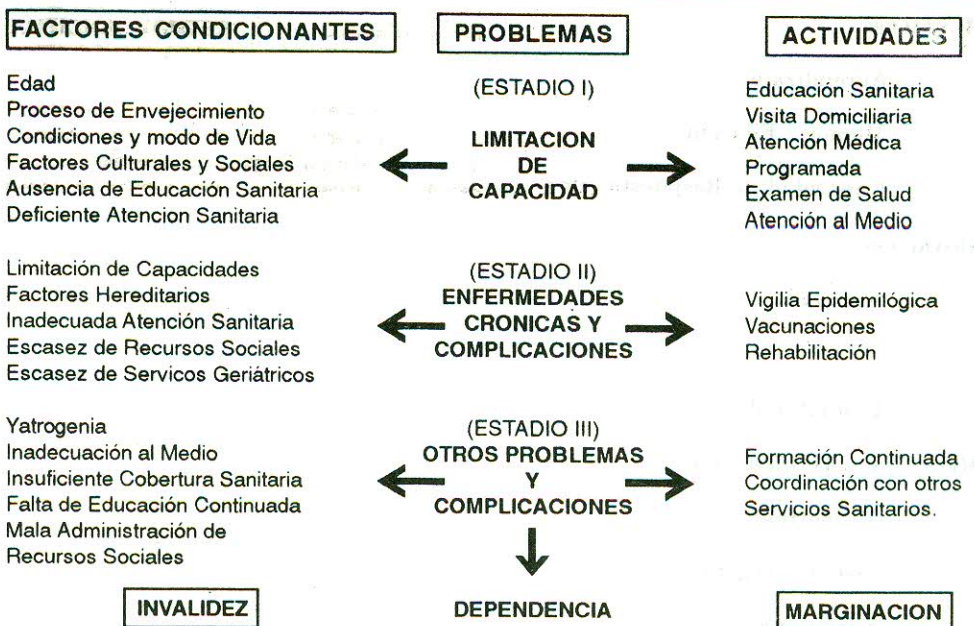 FACTORES CONDICIONANTES
Edad
Proceso de Envejecimiento
Condiciones y modo de Vida
Factores Culturales y Sociales
Ausencia de Educación Sanitaria
Deficiente Atencion Sanitaria
Limitación de Capacidades
Factores Hereditarios
Inadecuada Atención Sanitaria
Escasez de Recursos Sociales
Escasez de Servicos Geriátricos
Yatrogenia
Inadecuación al Medio
Insuficiente Cobertura Sanitaria
Falta de Educación Continuada
Mala Administración de
Recursos Sociales
INVALIDEZ
PROBLEMAS
(ESTADIO I)
LIMITACION
DE
CAPACIDAD
(ESTADIO II)
ENFERMEDADES
CRONICAS Y
COMPLICACIONES
(ESTADIO III)
OTROS PROBLEMAS
Y
COMPLICACIONES
DEPENDENCIA
ACTIVIDADES
Educación Sanitaria
Visita Domiciliaria
Atención Médica
Programada
Examen de Salud
Atención al Medio
Vigilia Epidemilógica
Vacunaciones
Rehabilitación
Formación Continuada
Coordinación con otros
Servicios Sanitarios.
MARGINACION